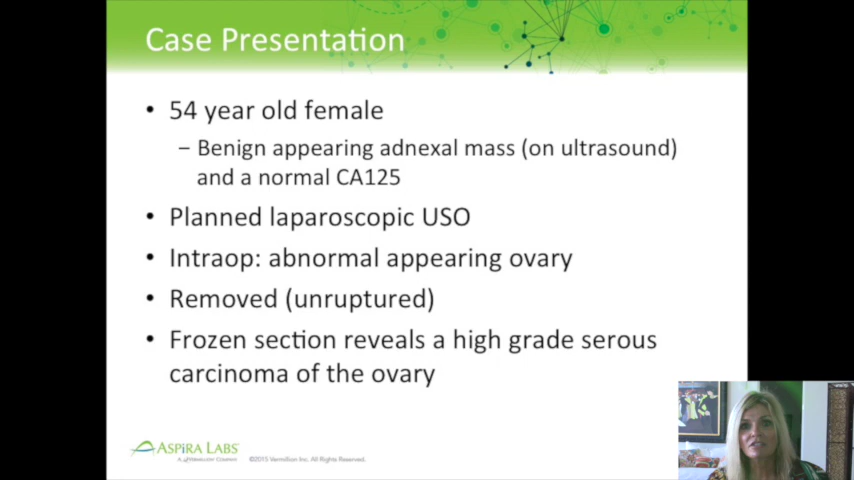 Case Presentation
• 54 year old female
– Benign appearing adnexal mass (on ultrasound)
and a normal CA125
• Planned laparoscopic USO
• Intraop: abnormal appearing ovary
• Removed (unruptured)
• Frozen section reveals a high grade serous
carcinoma of the ovary
ASPIRA LABS
A Vermillion Company
©2015 Vermillion Inc. All Rights Reserved.